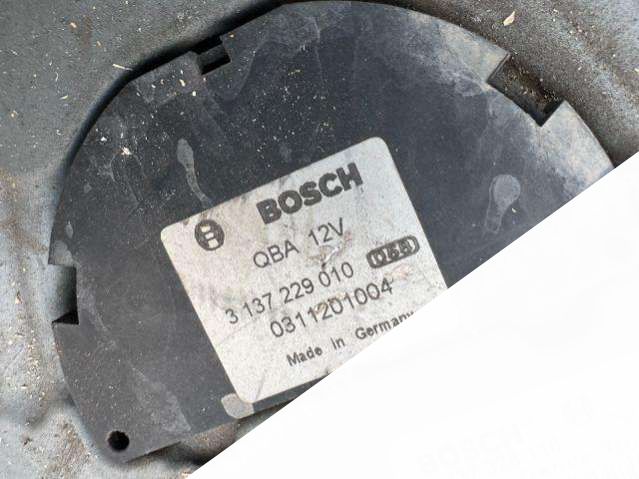 BOSCH
QBA 12V
3 137 229 010
0311201004
Made in Germany